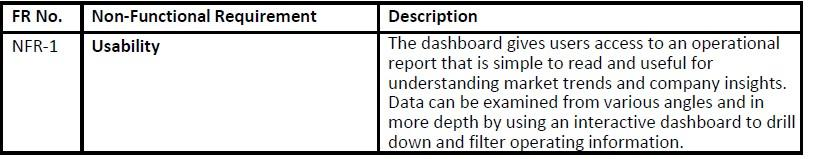 FR No. Non-Functional Requirement Description
NFR-1 Usability The dashboard gives users access to an operational
report that is simple to read and useful for
understanding market trends and company insights.
Data can be examined from various angles and in
more depth by using an interactive dashboard to drill
down and filter operating information.